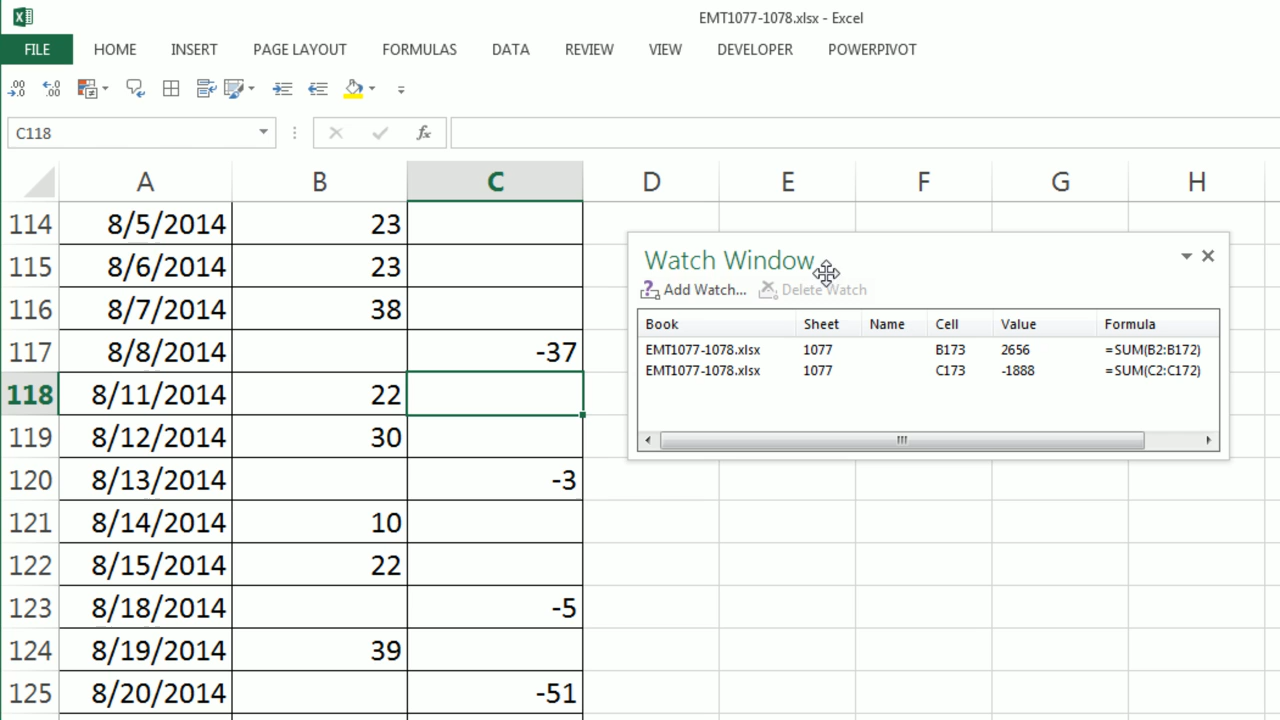 EMT1077-1078.xlsx - Excel
FILE HOME INSERT PAGE LAYOUT FORMULAS DATA REVIEW VIEW DEVELOPER POWERPIVOT
C118
A B C D E F G H
114 8/5/2014 23
115 8/6/2014 23
116 8/7/2014 38
117 8/8/2014 -37
118 8/11/2014 22
119 8/12/2014 30
120 8/13/2014 -3
121 8/14/2014 10
122 8/15/2014 22
123 8/18/2014 -5
124 8/19/2014 39
125 8/20/2014 -51
Watch Window
Add Watch... Delete Watch
Book Sheet Name Cell Value Formula
EMT1077-1078.xlsx 1077 B173 2656 =SUM(B2:B172)
EMT1077-1078.xlsx 1077 C173 -1888 =SUM(C2:C172)